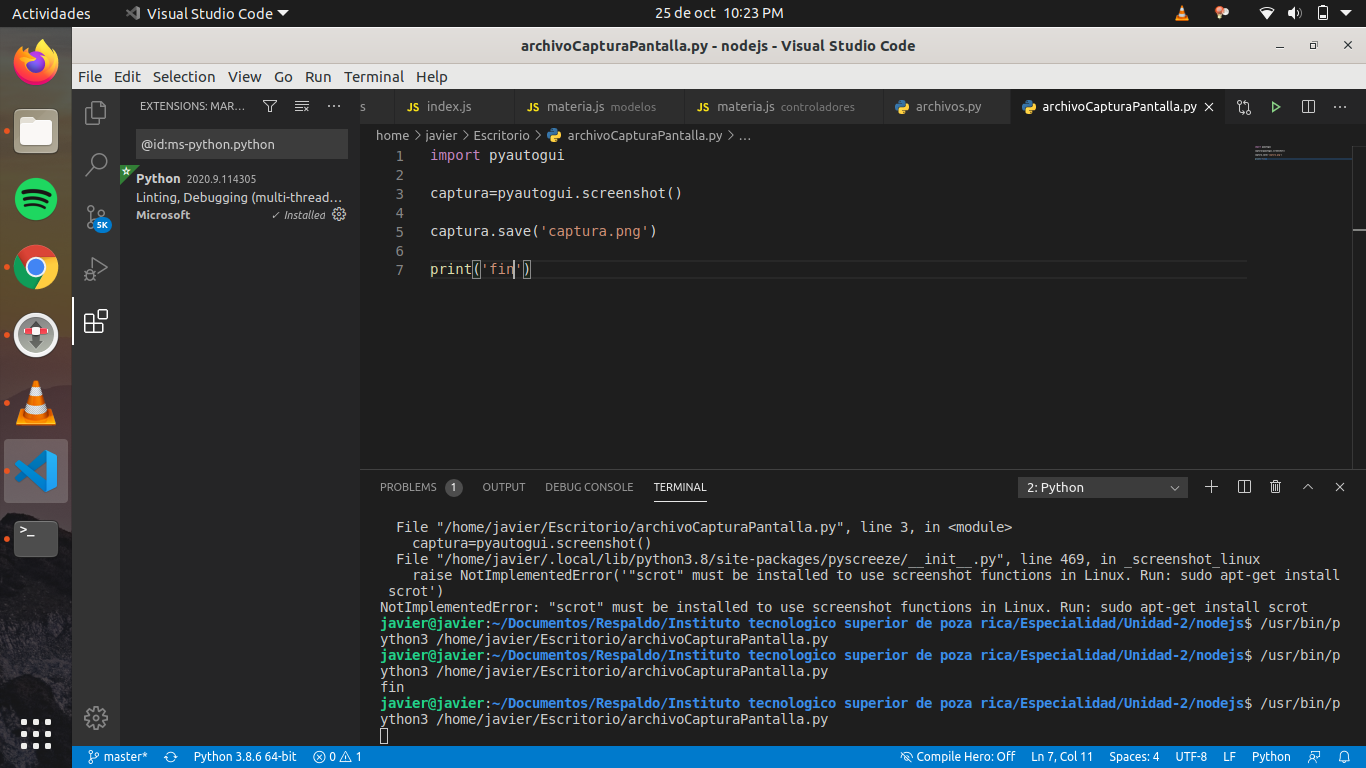 Actividades
Visual Studio Code
25 de oct 10:23 PM
archivoCapturaPantalla.py - nodejs - Visual Studio Code
File Edit Selection View Go Run Terminal Help
EXTENSIONS: MAR…
s
JS index.js
JS materia.js modelos
JS materia.js controladores
archivos.py
archivoCapturaPantalla.py
@id:ms-python.python
Python 2020.9.114305
Linting, Debugging (multi-thread…
Microsoft ✓ Installed
5K
home > javier > Escritorio > archivoCapturaPantalla.py > …
1 import pyautogui
2
3 captura=pyautogui.screenshot()
4
5 captura.save('captura.png')
6
7 print('fin')
PROBLEMS 1 OUTPUT DEBUG CONSOLE TERMINAL
2: Python
File "/home/javier/Escritorio/archivoCapturaPantalla.py", line 3, in <module>
captura=pyautogui.screenshot()
File "/home/javier/.local/lib/python3.8/site-packages/pyscreeze/__init__.py", line 469, in _screenshot_linux
raise NotImplementedError('"scrot" must be installed to use screenshot functions in Linux. Run: sudo apt-get install
scrot')
NotImplementedError: "scrot" must be installed to use screenshot functions in Linux. Run: sudo apt-get install scrot
javier@javier:~/Documentos/Respaldo/Instituto tecnologico superior de poza rica/Especialidad/Unidad-2/nodejs$ /usr/bin/p
ython3 /home/javier/Escritorio/archivoCapturaPantalla.py
javier@javier:~/Documentos/Respaldo/Instituto tecnologico superior de poza rica/Especialidad/Unidad-2/nodejs$ /usr/bin/p
ython3 /home/javier/Escritorio/archivoCapturaPantalla.py
fin
javier@javier:~/Documentos/Respaldo/Instituto tecnologico superior de poza rica/Especialidad/Unidad-2/nodejs$ /usr/bin/p
ython3 /home/javier/Escritorio/archivoCapturaPantalla.py
master*
Python 3.8.6 64-bit
0 1
Compile Hero: Off
Ln 7, Col 11
Spaces: 4
UTF-8
LF
Python